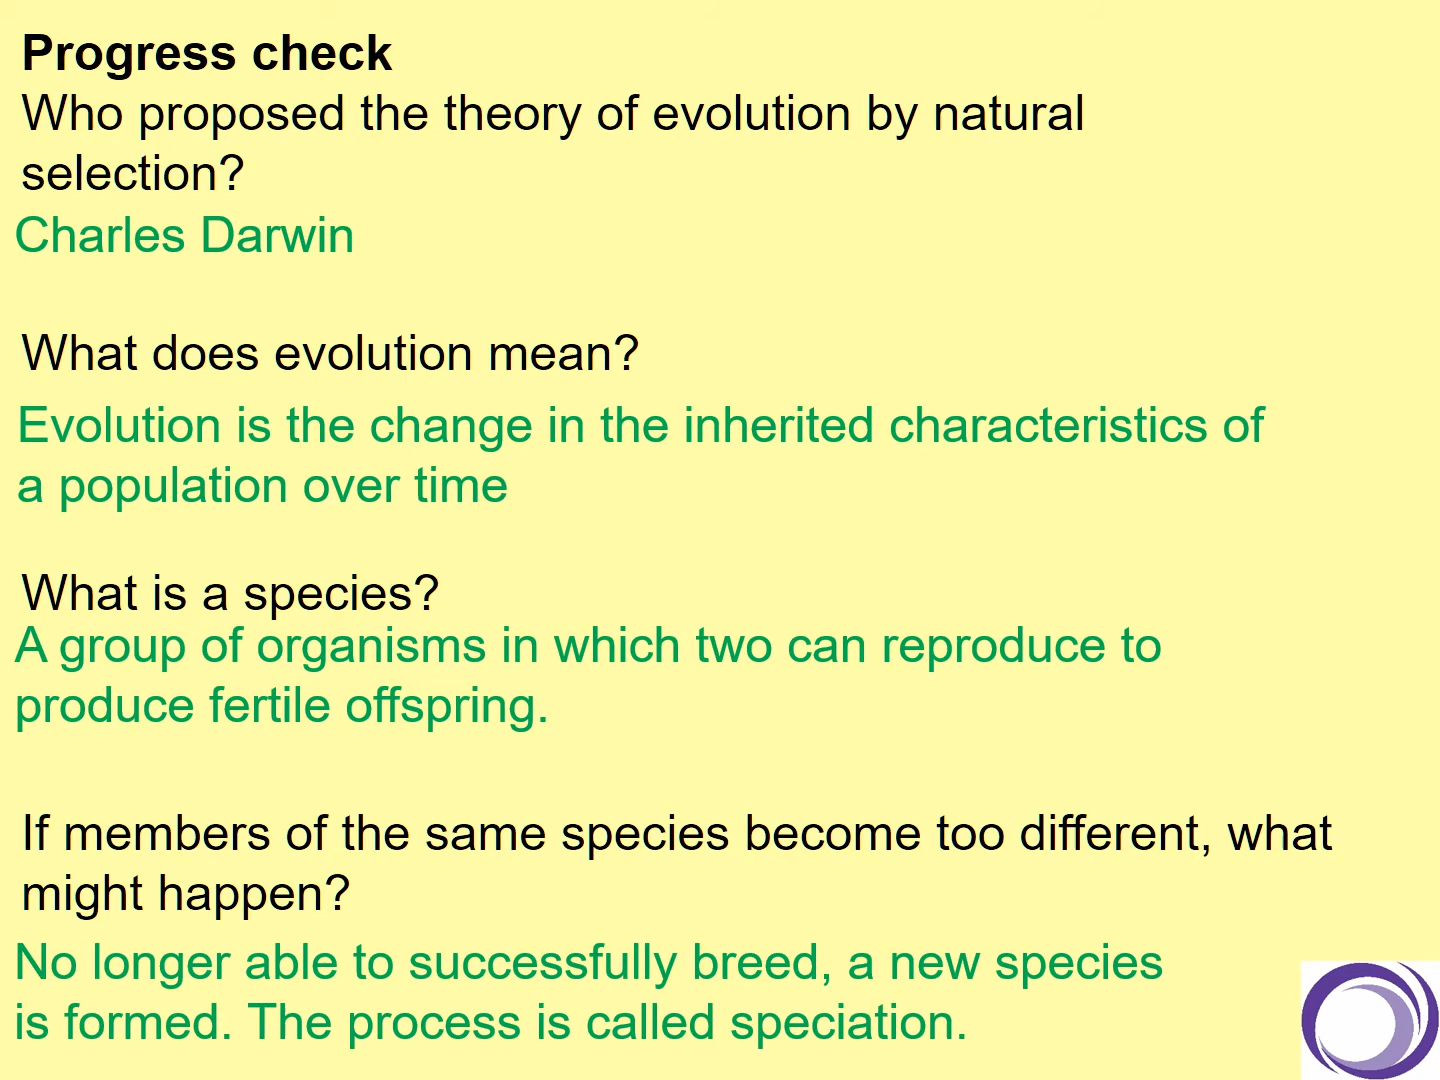 Progress check
Who proposed the theory of evolution by natural
selection?
Charles Darwin
What does evolution mean?
Evolution is the change in the inherited characteristics of
a population over time
What is a species?
A group of organisms in which two can reproduce to
produce fertile offspring.
If members of the same species become too different, what
might happen?
No longer able to successfully breed, a new species
is formed. The process is called speciation.